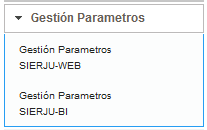 Gestión Parametros
Gestión Parametros
SIERJU-WEB
Gestión Parametros
SIERJU-BI